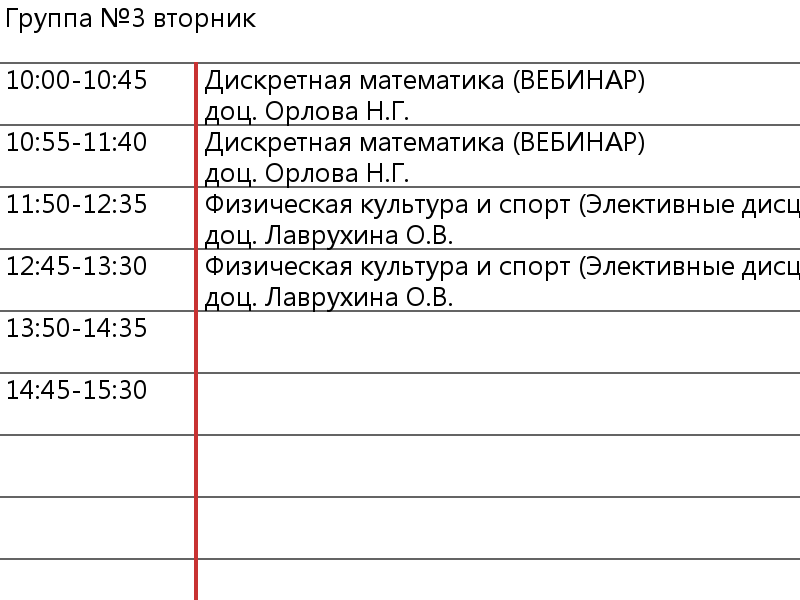 Группа №3 вторник
10:00-10:45 Дискретная математика (ВЕБИНАР)
доц. Орлова Н.Г.
10:55-11:40 Дискретная математика (ВЕБИНАР)
доц. Орлова Н.Г.
11:50-12:35 Физическая культура и спорт (Элективные дисц
доц. Лаврухина О.В.
12:45-13:30 Физическая культура и спорт (Элективные дисц
доц. Лаврухина О.В.
13:50-14:35
14:45-15:30